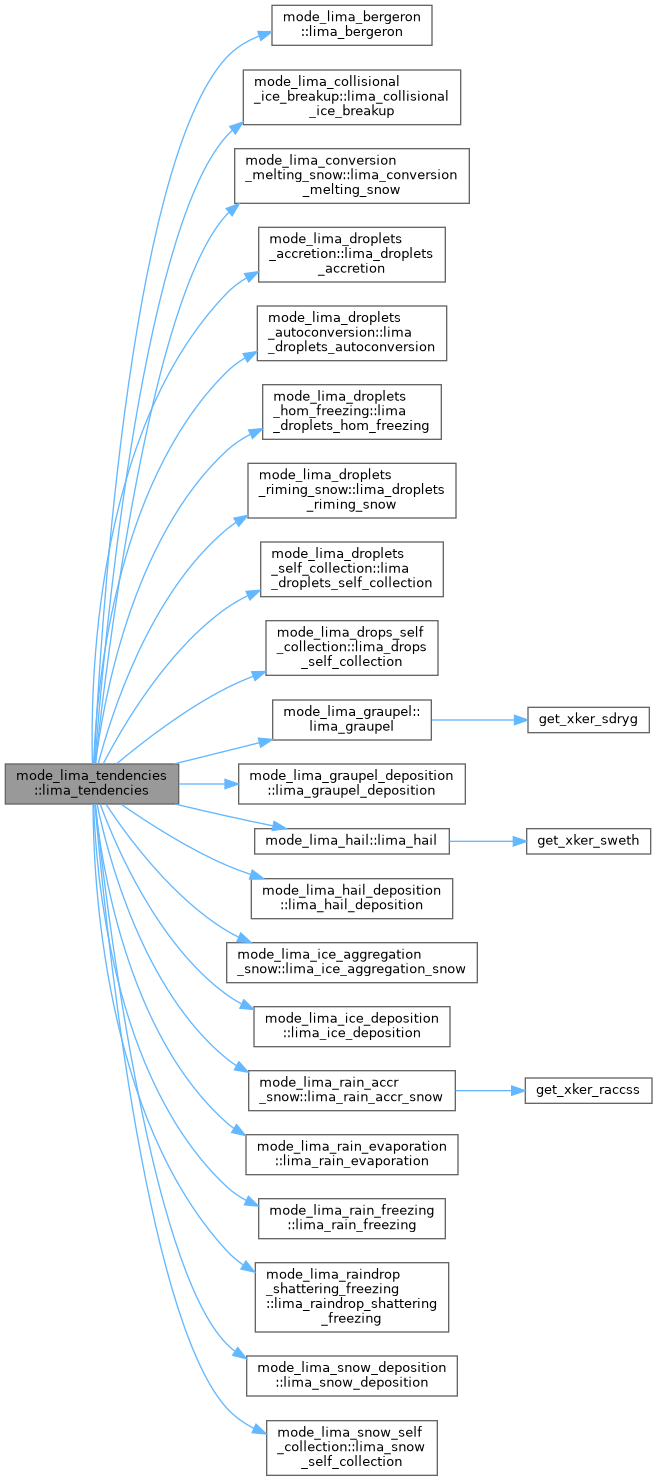 mode_lima_bergeron
::lima_bergeron
mode_lima_collisional
_ice_breakup::lima_collisional
_ice_breakup
mode_lima_conversion
_melting_snow::lima_conversion
_melting_snow
mode_lima_droplets
_accretion::lima_droplets
_accretion
mode_lima_droplets
_autoconversion::lima
_droplets_autoconversion
mode_lima_droplets
_hom_freezing::lima
_droplets_hom_freezing
mode_lima_droplets
_riming_snow::lima_droplets
_riming_snow
mode_lima_droplets
_self_collection::lima
_droplets_self_collection
mode_lima_drops_self
_collection::lima_drops
_self_collection
mode_lima_graupel::
lima_graupel
get_xker_sdryg
mode_lima_tendencies
::lima_tendencies
mode_lima_graupel_deposition
::lima_graupel_deposition
mode_lima_hail::lima_hail
get_xker_sweth
mode_lima_hail_deposition
::lima_hail_deposition
mode_lima_ice_aggregation
_snow::lima_ice_aggregation_snow
mode_lima_ice_deposition
::lima_ice_deposition
mode_lima_rain_accr
_snow::lima_rain_accr_snow
get_xker_raccss
mode_lima_rain_evaporation
::lima_rain_evaporation
mode_lima_rain_freezing
::lima_rain_freezing
mode_lima_raindrop
_shattering_freezing
::lima_raindrop_shattering
_freezing
mode_lima_snow_deposition
::lima_snow_deposition
mode_lima_snow_self
_collection::lima_snow
_self_collection